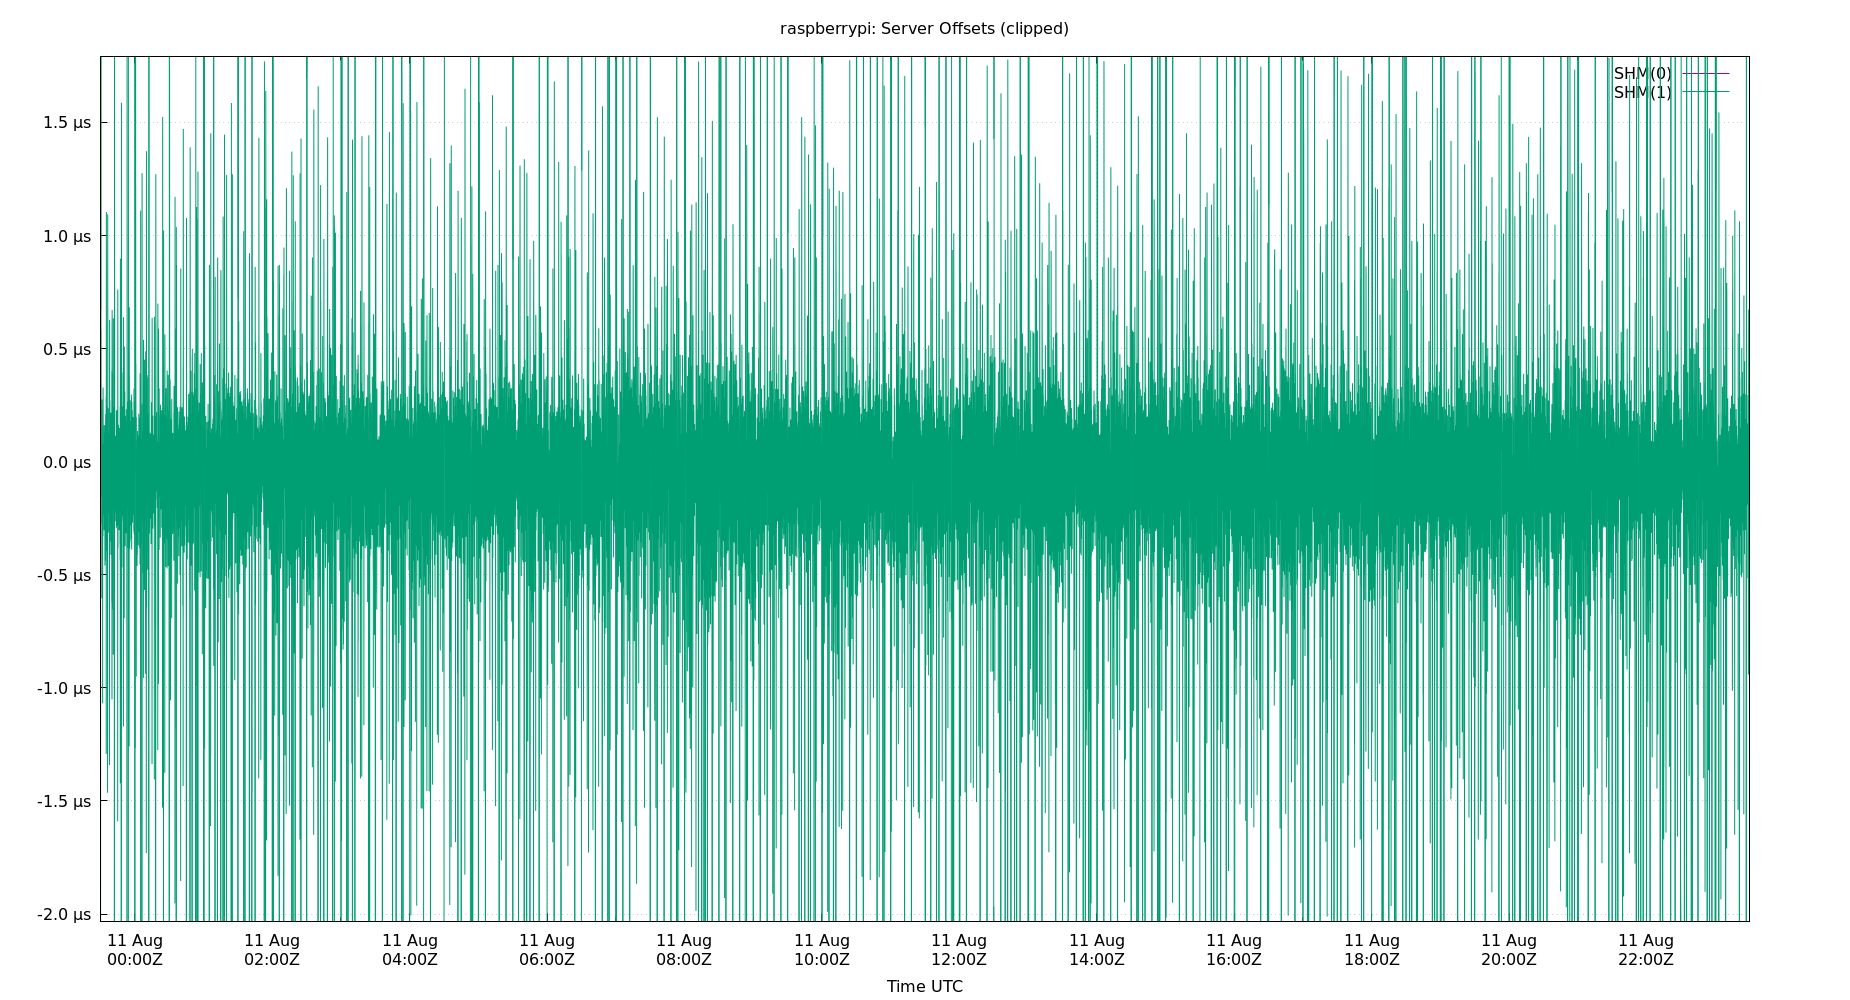 raspberrypi: Server Offsets (clipped)
SHM(0)
SHM(1)
1.5 µs
1.0 µs
0.5 µs
0.0 µs
-0.5 µs
-1.0 µs
-1.5 µs
-2.0 µs
11 Aug 11 Aug 11 Aug 11 Aug 11 Aug 11 Aug 11 Aug 11 Aug 11 Aug 11 Aug 11 Aug 11 Aug
00:00Z 02:00Z 04:00Z 06:00Z 08:00Z 10:00Z 12:00Z 14:00Z 16:00Z 18:00Z 20:00Z 22:00Z
Time UTC